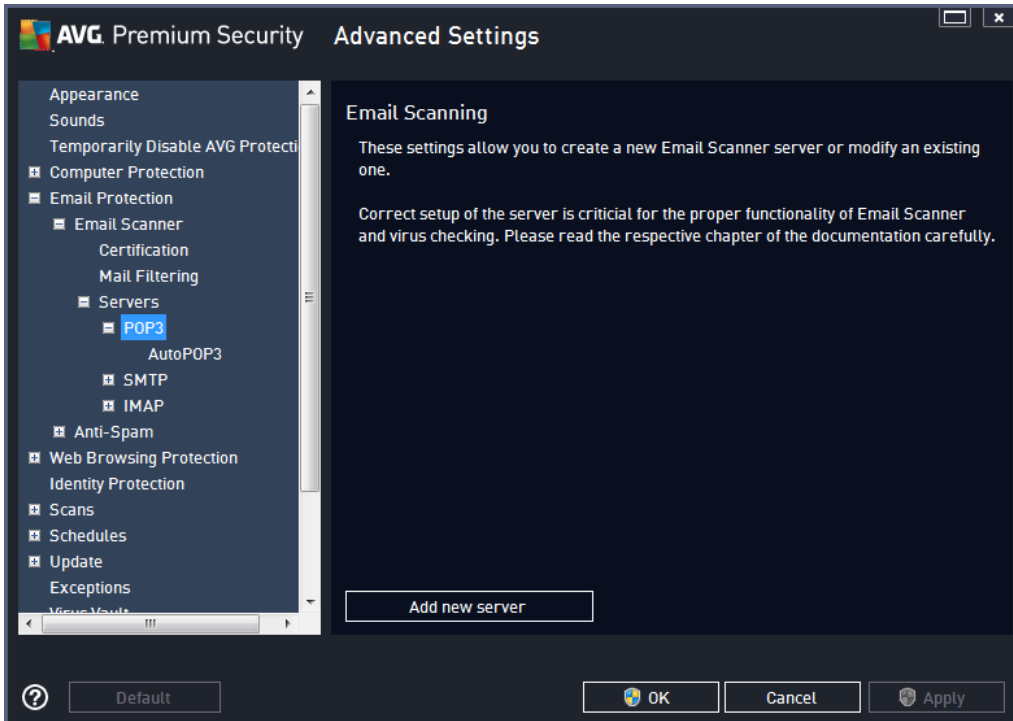 AVG. Premium Security Advanced Settings
Appearance
Sounds
Temporarily Disable AVG Protecti
Computer Protection
Email Protection
Email Scanner
Certification
Mail Filtering
Servers
POP3
AutoPOP3
SMTP
IMAP
Anti-Spam
Web Browsing Protection
Identity Protection
Scans
Schedules
Update
Exceptions
Virus Vault
Email Scanning
These settings allow you to create a new Email Scanner server or modify an existing
one.
Correct setup of the server is criticial for the proper functionality of Email Scanner
and virus checking. Please read the respective chapter of the documentation carefully.
Add new server
? Default OK Cancel Apply